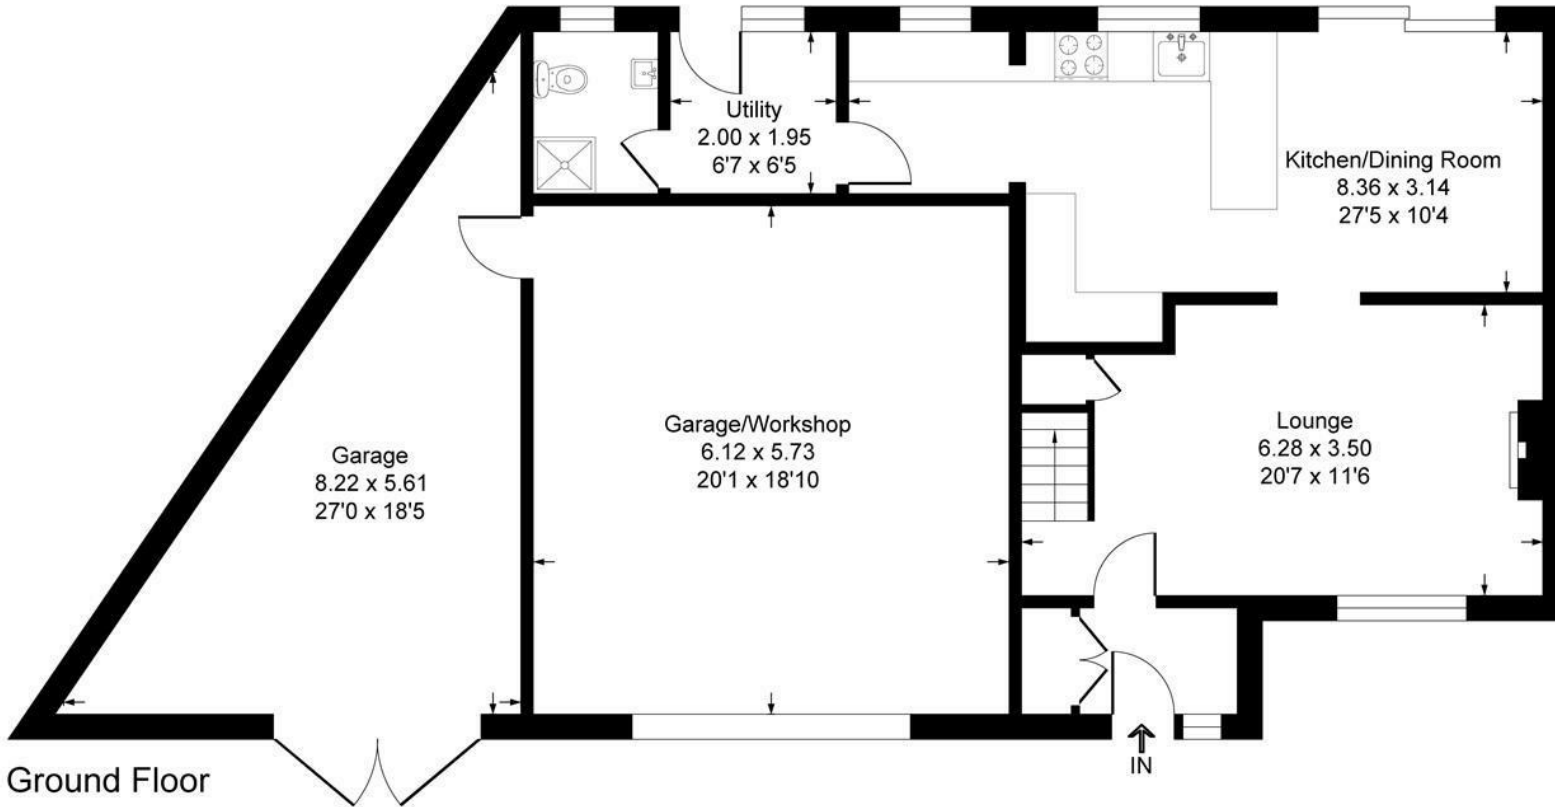 Utility
2.00 x 1.95
6'7 x 6'5
Kitchen/Dining Room
8.36 x 3.14
27'5 x 10'4
Garage/Workshop
6.12 x 5.73
20'1 x 18'10
Lounge
6.28 x 3.50
20'7 x 11'6
Garage
8.22 x 5.61
27'0 x 18'5
IN
Ground Floor